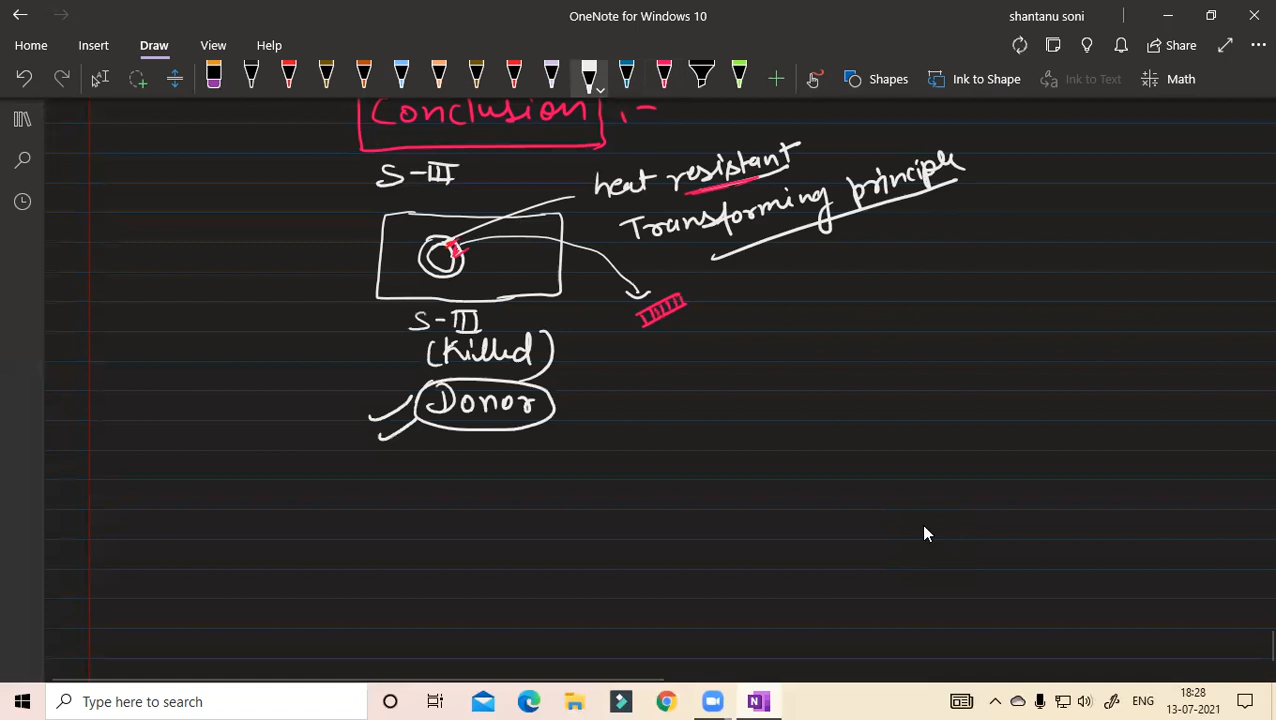 OneNote for Windows 10
shantanu soni
Home
Insert
Draw
View
Help
Share
Shapes
Ink to Shape
Ink to Text
Math
Conclusion :-
S-III
heat resistant
Transforming principle
S-III
(Killed)
Donor
Type here to search
ENG
18:28
13-07-2021